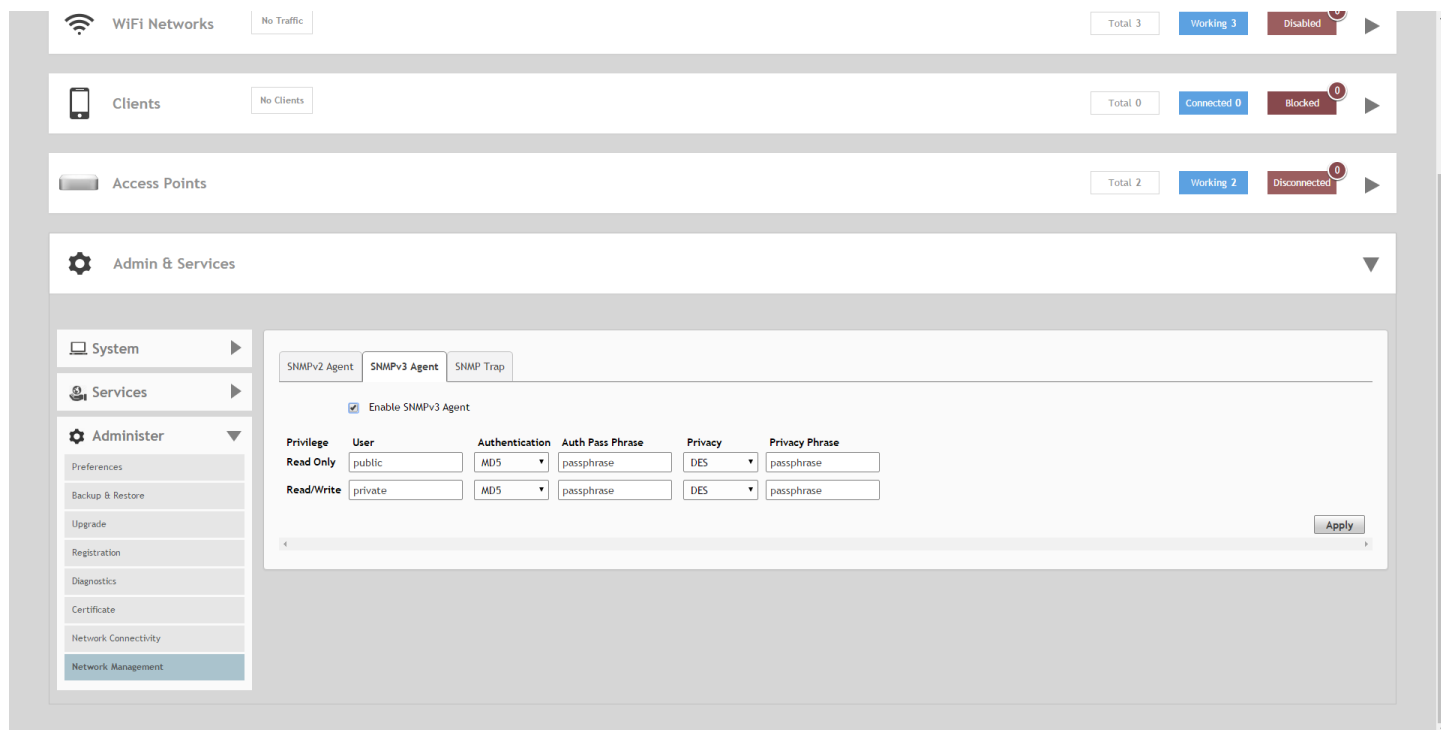 WiFi Networks No Traffic Total 3 Working 3 Disabled
Clients No Clients Total 0 Connected 0 Blocked 0
Access Points Total 2 Working 2 Disconnected 0
Admin & Services
System
Services
Administer
Preferences
Backup & Restore
Upgrade
Registration
Diagnostics
Certificate
Network Connectivity
Network Management
SNMPv2 Agent SNMPv3 Agent SNMP Trap
Enable SNMPv3 Agent
Privilege User Authentication Auth Pass Phrase Privacy Privacy Phrase
Read Only public MD5 passphrase DES passphrase
Read/Write private MD5 passphrase DES passphrase
Apply